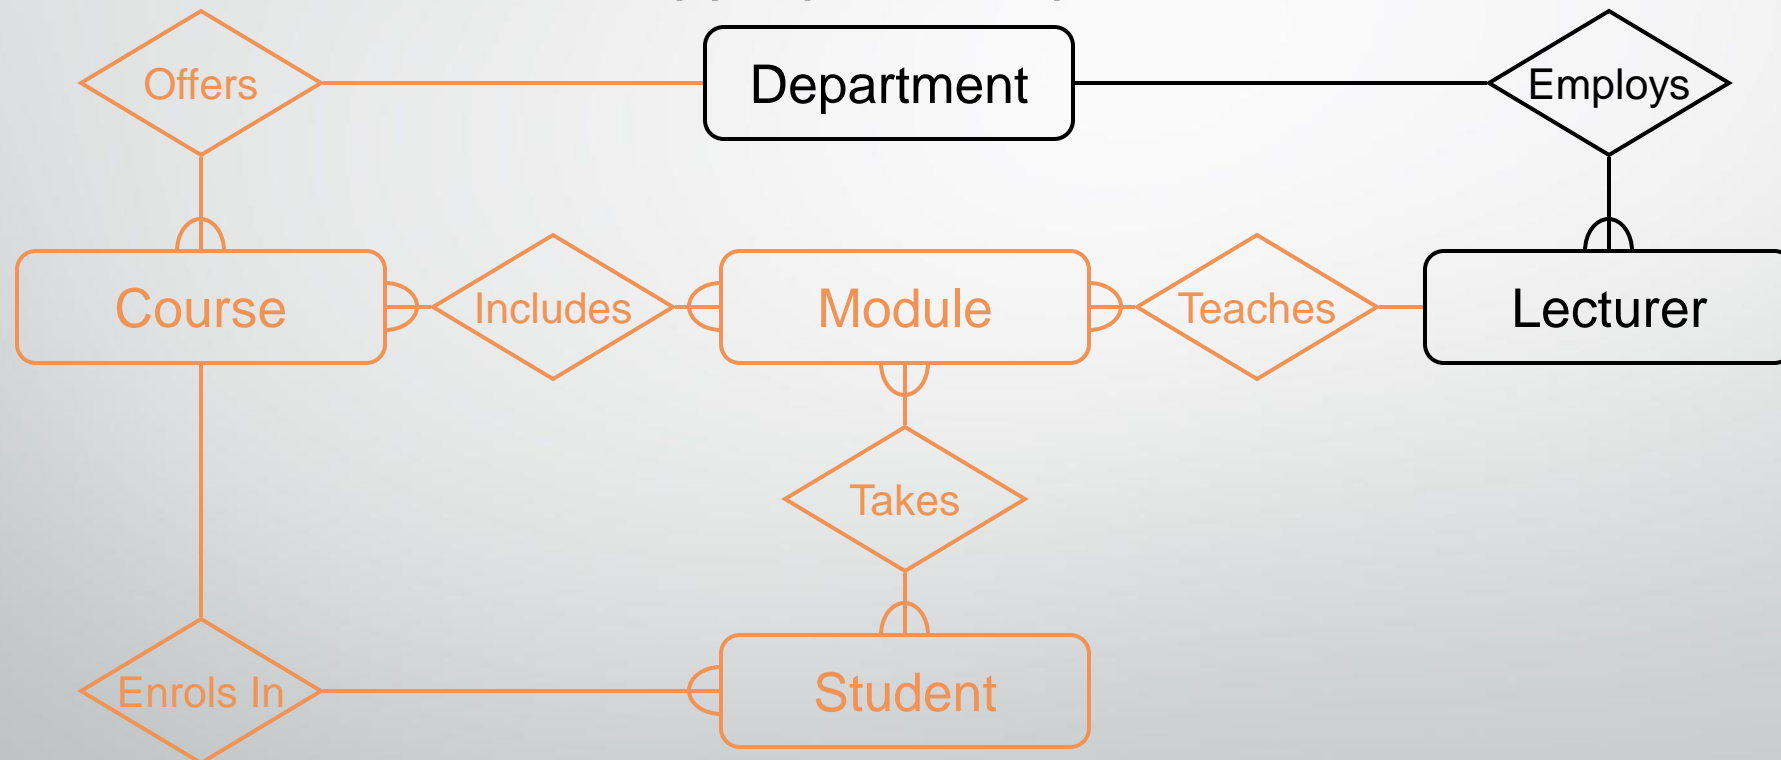 Offers
Department
Employs
Course
Includes
Module
Teaches
Lecturer
Takes
Enrols In
Student